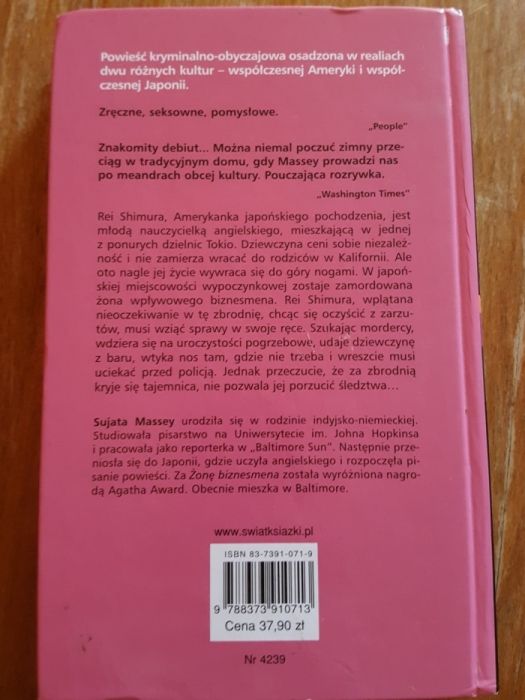 Powieść kryminalno-obyczajowa osadzona w realiach
dwu różnych kultur – współczesnej Ameryki i współ-
czesnej Japonii.
Zręczne, seksowne, pomysłowe.
„People"
Znakomity debiut... Można niemal poczuć zimny prze-
ciąg w tradycyjnym domu, gdy Massey prowadzi nas
po meandrach obcej kultury. Pouczająca rozrywka.
„Washington Times"
Rei Shimura, Amerykanka japońskiego pochodzenia, jest
młodą nauczycielką angielskiego, mieszkającą w jednej
z ponurych dzielnic Tokio. Dziewczyna ceni sobie niezależ-
ność i nie zamierza wracać do rodziców w Kalifornii. Ale
oto nagle jej życie wywraca się do góry nogami. W japoń-
skiej miejscowości wypoczynkowej zostaje zamordowana
żona wpływowego biznesmena. Rei Shimura, wplątana
nieoczekiwanie w tę zbrodnię, chcąc się oczyścić z zarzu-
tów, musi wziąć sprawy w swoje ręce. Szukając mordercy,
wdziera się na uroczystości pogrzebowe, udaje dziewczynę
z baru, wtyka nos tam, gdzie nie trzeba i wreszcie musi
uciekać przed policją. Jednak przeczucie, że za zbrodnią
kryje się tajemnica, nie pozwala jej porzucić śledztwa...
Sujata Massey urodziła się w rodzinie indyjsko-niemieckiej.
Studiowała pisarstwo na Uniwersytecie im. Johna Hopkinsa
i pracowała jako reporterka w „Baltimore Sun". Następnie prze-
niosła się do Japonii, gdzie uczyła angielskiego i rozpoczęła pi-
sanie powieści. Za Żonę biznesmena została wyróżniona nagro-
dą Agatha Award. Obecnie mieszka w Baltimore.
www.swiatksiazki.pl
ISBN 83-7391-071-9
9 788373 910713
Cena 37,90 zł
Nr 4239